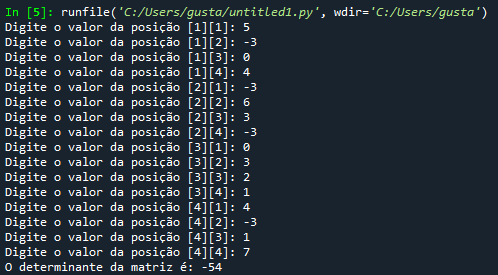 In [5]: runfile('C:/Users/gusta/untitled1.py', wdir='C:/Users/gusta')
Digite o valor da posição [1][1]: 5
Digite o valor da posição [1][2]: -3
Digite o valor da posição [1][3]: 0
Digite o valor da posição [1][4]: 4
Digite o valor da posição [2][1]: -3
Digite o valor da posição [2][2]: 6
Digite o valor da posição [2][3]: 3
Digite o valor da posição [2][4]: -3
Digite o valor da posição [3][1]: 0
Digite o valor da posição [3][2]: 3
Digite o valor da posição [3][3]: 2
Digite o valor da posição [3][4]: 1
Digite o valor da posição [4][1]: 4
Digite o valor da posição [4][2]: -3
Digite o valor da posição [4][3]: 1
Digite o valor da posição [4][4]: 7
O determinante da matriz é: -54